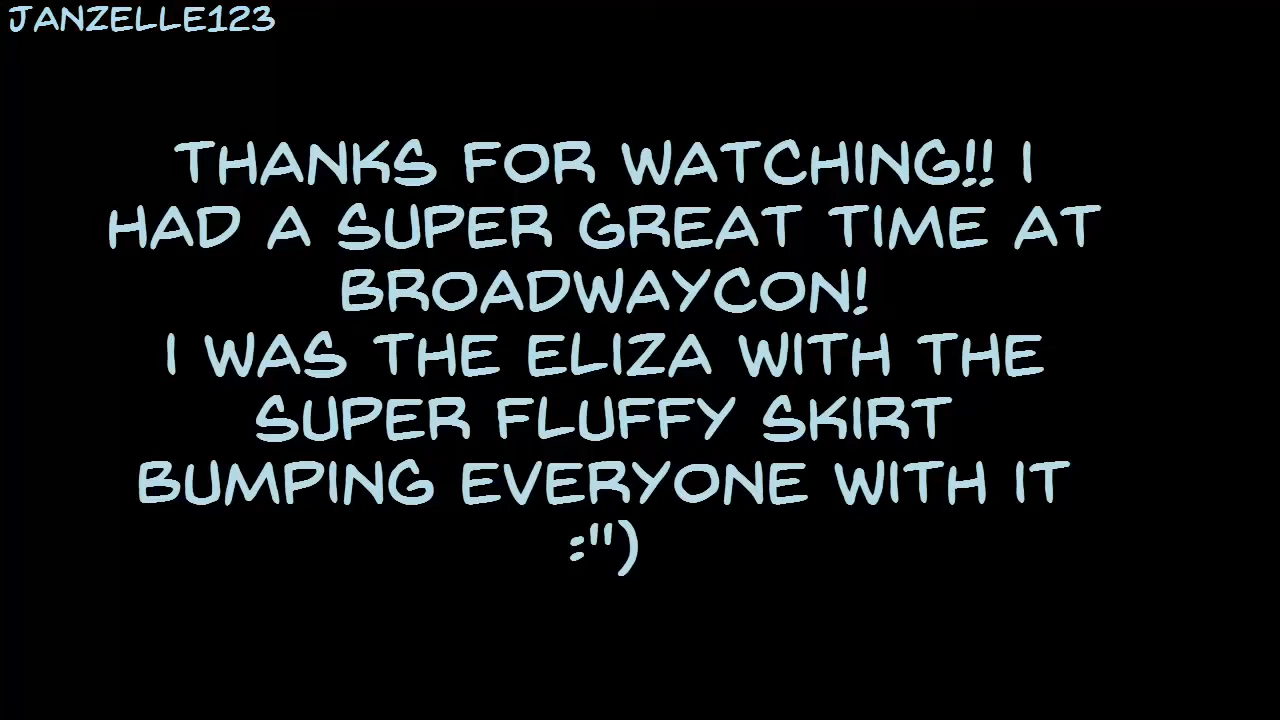 JANZELLE123
THANKS FOR WATCHING!! I
HAD A SUPER GREAT TIME AT
BROADWAYCON!
I WAS THE ELIZA WITH THE
SUPER FLUFFY SKIRT
BUMPING EVERYONE WITH IT
:")